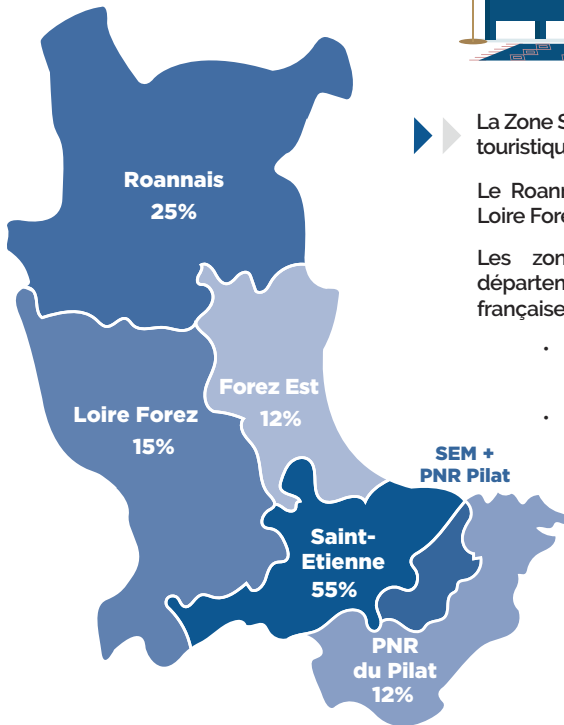 La Zone S
touristiqu
Le Roann
Loire Fore
Les zon
départen
française
•
•
Roannais
25%
Forez Est
12%
Loire Forez
15%
SEM +
PNR Pilat
Saint-
Etienne
55%
PNR
du Pilat
12%